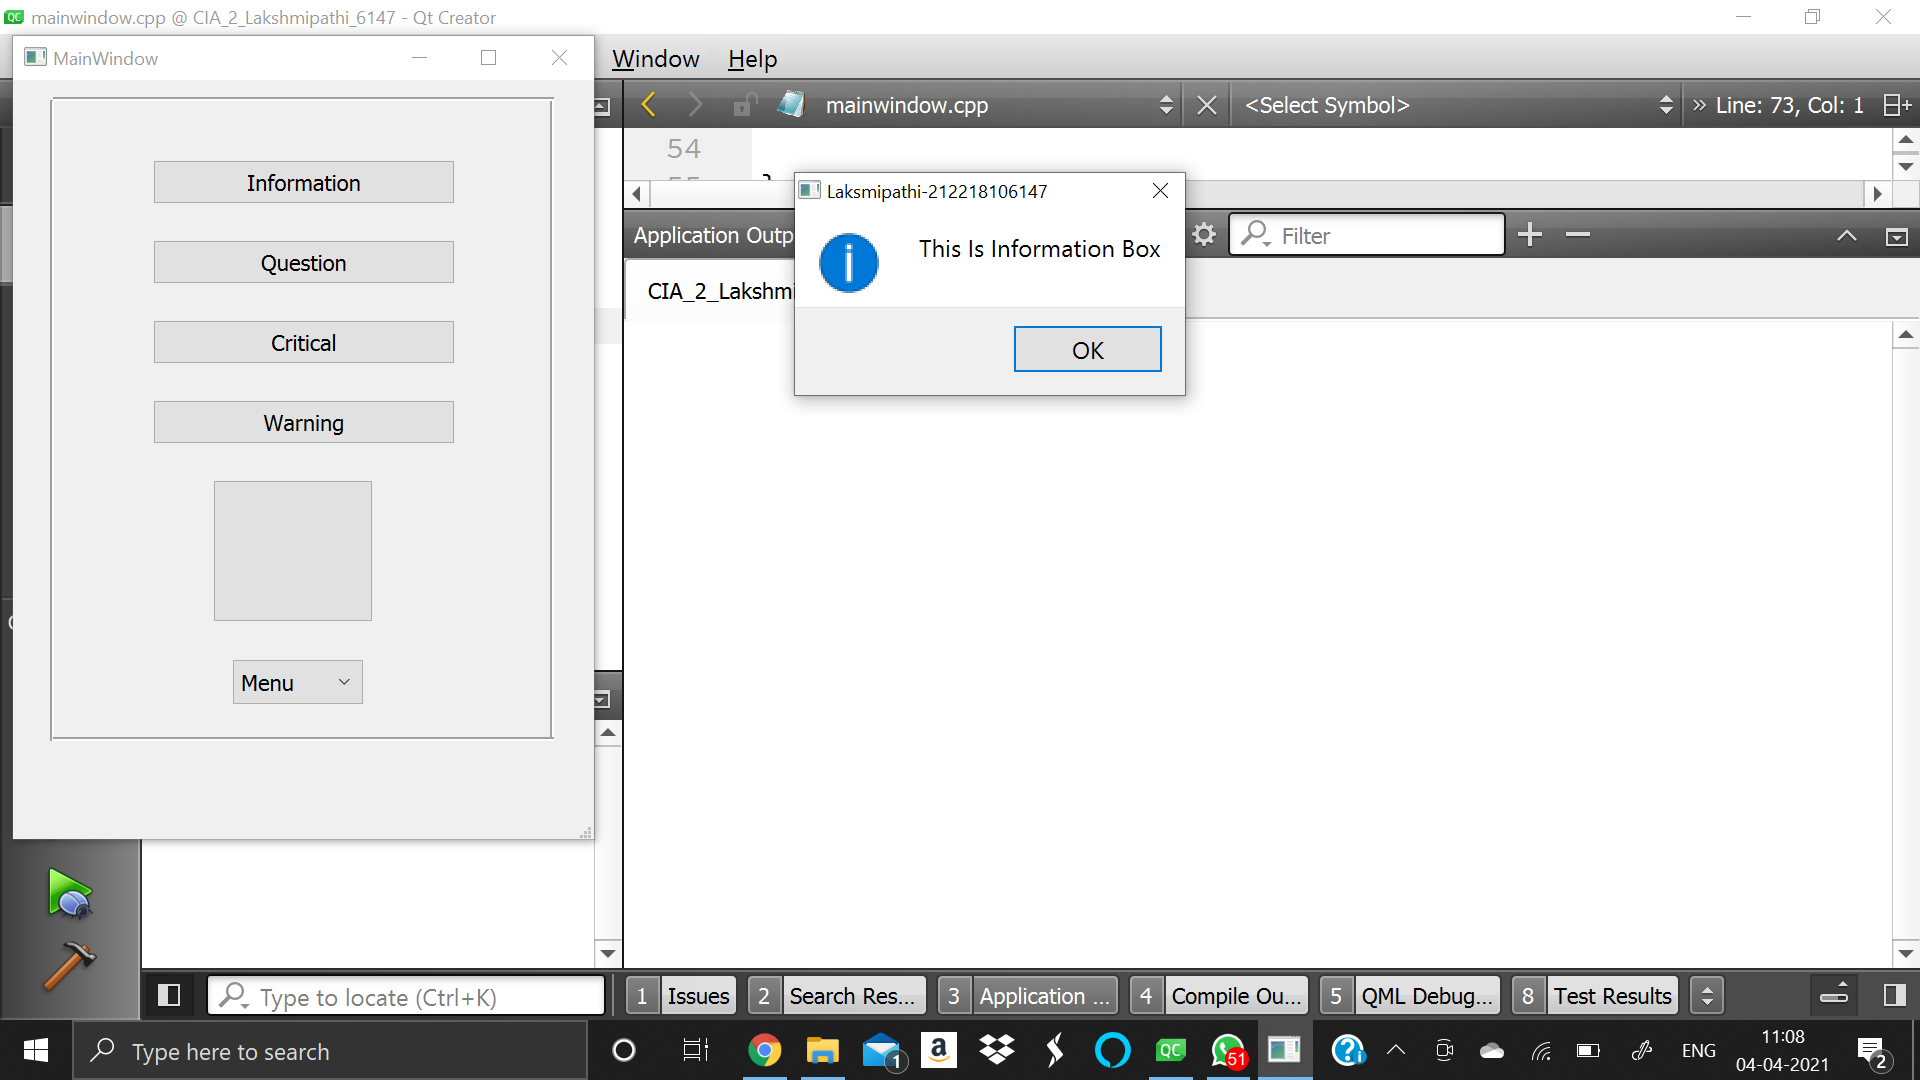 mainwindow.cpp @ CIA_2_Lakshmipathi_6147 - Qt Creator
MainWindow
Window Help
mainwindow.cpp
<Select Symbol>
Line: 73, Col: 1
54
Information
Question
Critical
Warning
Menu
Laksmipathi-212218106147
This Is Information Box
OK
Application Outp
Filter
CIA_2_Lakshmi
Type to locate (Ctrl+K)
1 Issues
2 Search Res...
3 Application ...
4 Compile Ou...
5 QML Debug...
8 Test Results
Type here to search
1
a
QC
51
ENG
11:08
04-04-2021
2